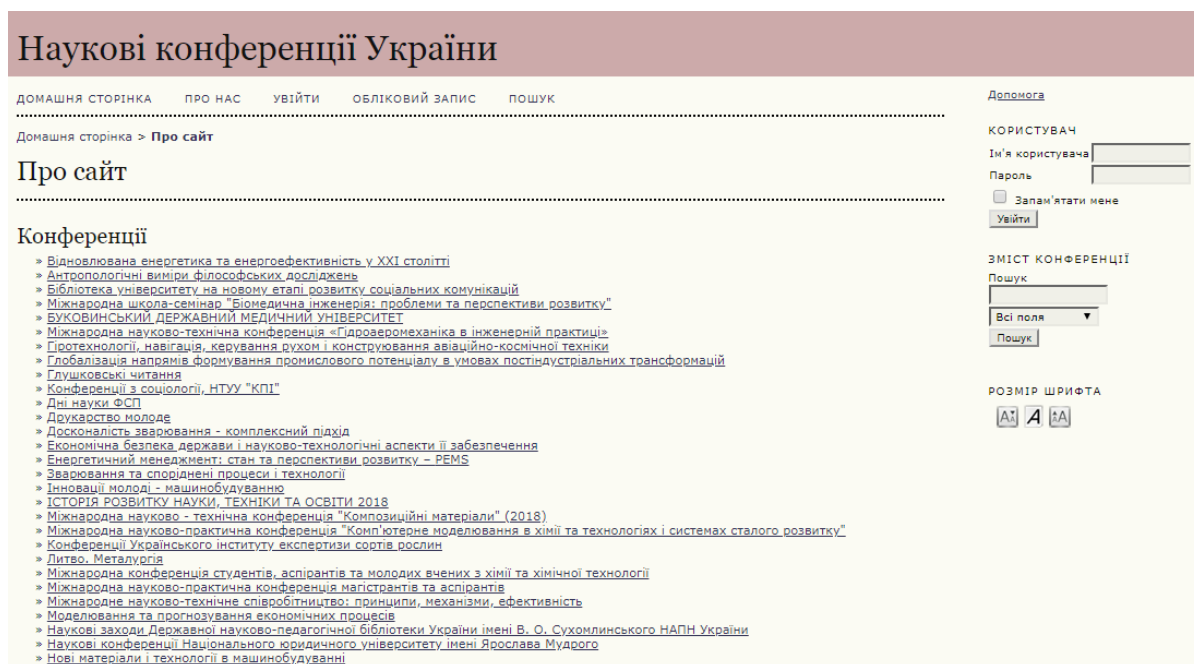 Наукові конференції України
ДОМАШНЯ СТОРІНКА ПРО НАС УВІЙТИ ОБЛІКОВИЙ ЗАПИС ПОШУК
Домашня сторінка > Про сайт
Про сайт
Конференції
» Відновлювана енергетика та енергоефективність у XXI столітті
» Антропологічні виміри філософських досліджень
» Бібліотека університету на новому етапі розвитку соціальних комунікацій
» Міжнародна школа-семінар "Біомедична інженерія: проблеми та перспективи розвитку"
» БУКОВИНСЬКИЙ ДЕРЖАВНИЙ МЕДИЧНИЙ УНІВЕРСИТЕТ
» Міжнародна науково-технічна конференція «Гідроаеромеханіка в інженерній практиці»
» Гіротехнології, навігація, керування рухом і конструювання авіаційно-космічної техніки
» Глобалізація напрямів формування промислового потенціалу в умовах постіндустріальних трансформацій
» Глушковські читання
» Конференції з соціології, НТУУ "КПІ"
» Дні науки ФСП
» Друкарство молоде
» Досконалість зварювання - комплексний підхід
» Економічна безпека держави і науково-технологічні аспекти її забезпечення
» Енергетичний менеджмент: стан та перспективи розвитку – PEMS
» Зварювання та споріднені процеси і технології
» Інновації молоді - машинобудуванню
» ІСТОРІЯ РОЗВИТКУ НАУКИ, ТЕХНІКИ ТА ОСВІТИ 2018
» Міжнародна науково - технічна конференція "Композиційні матеріали" (2018)
» Міжнародна науково-практична конференція "Комп'ютерне моделювання в хімії та технологіях і системах сталого розвитку"
» Конференції Українського інституту експертизи сортів рослин
» Литво. Металургія
» Міжнародна конференція студентів, аспірантів та молодих вчених з хімії та хімічної технології
» Міжнародна науково-практична конференція магістрантів та аспірантів
» Міжнародне науково-технічне співробітництво: принципи, механізми, ефективність
» Моделювання та прогнозування економічних процесів
» Наукові заходи Державної науково-педагогічної бібліотеки України імені В. О. Сухомлинського НАПН України
» Наукові конференції Національного юридичного університету імені Ярослава Мудрого
» Нові матеріали і технології в машинобудуванні
Допомога
КОРИСТУВАЧ
Ім'я користувача
Пароль
Запам'ятати мене
Увійти
ЗМІСТ КОНФЕРЕНЦІЇ
Пошук
Всі поля ▼
Пошук
РОЗМІР ШРИФТА